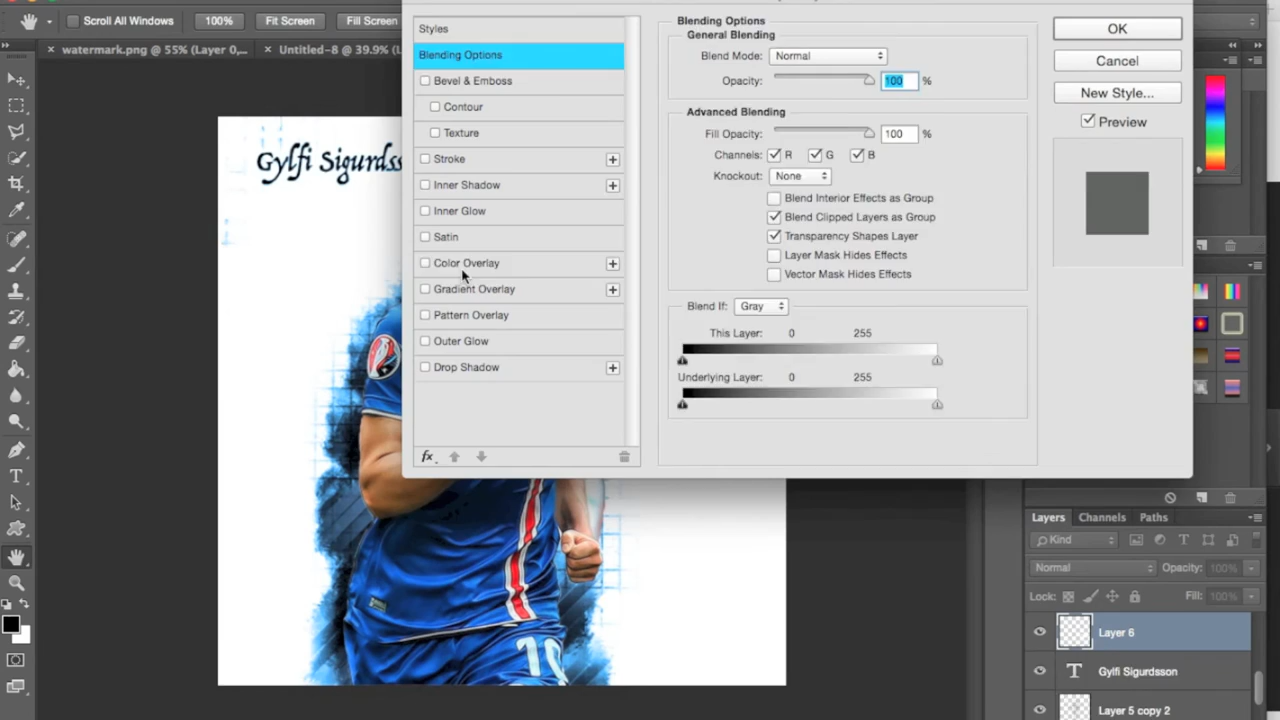 Scroll All Windows
100%
Fit Screen
Fill Screen
watermark.png @ 55% (Layer 0,...
Untitled-8 @ 39.9% (L
Gylfi Sigurdss
10
Styles
Blending Options
Bevel & Emboss
Contour
Texture
Stroke
Inner Shadow
Inner Glow
Satin
Color Overlay
Gradient Overlay
Pattern Overlay
Outer Glow
Drop Shadow
fx
Blending Options
General Blending
Blend Mode: Normal
Opacity: 100 %
Advanced Blending
Fill Opacity: 100 %
Channels: R G B
Knockout: None
Blend Interior Effects as Group
Blend Clipped Layers as Group
Transparency Shapes Layer
Layer Mask Hides Effects
Vector Mask Hides Effects
Blend If: Gray
This Layer: 0 255
Underlying Layer: 0 255
OK
Cancel
New Style...
Preview
Layers Channels Paths
Kind
Normal Opacity: 100%
Lock: Fill: 100%
Layer 6
T Gylfi Sigurdsson
Layer 5 copy 2